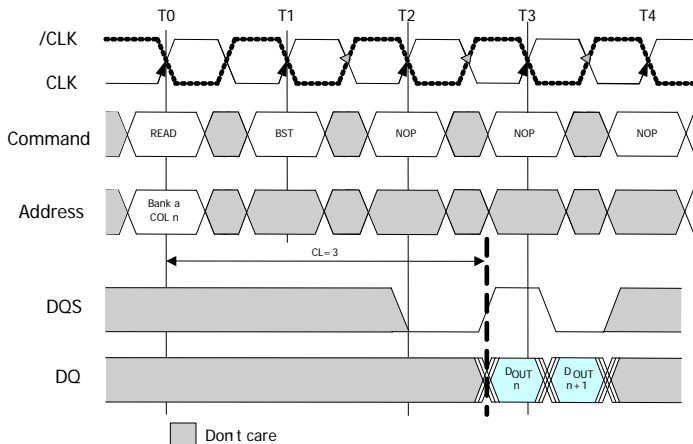 T0 T1 T2 T3 T4
/CLK
CLK
Command READ BST NOP NOP NOP
Address Bank a
COL n
CL= 3
DQS
DQ DOUT
n DOUT
n+1
Don't care